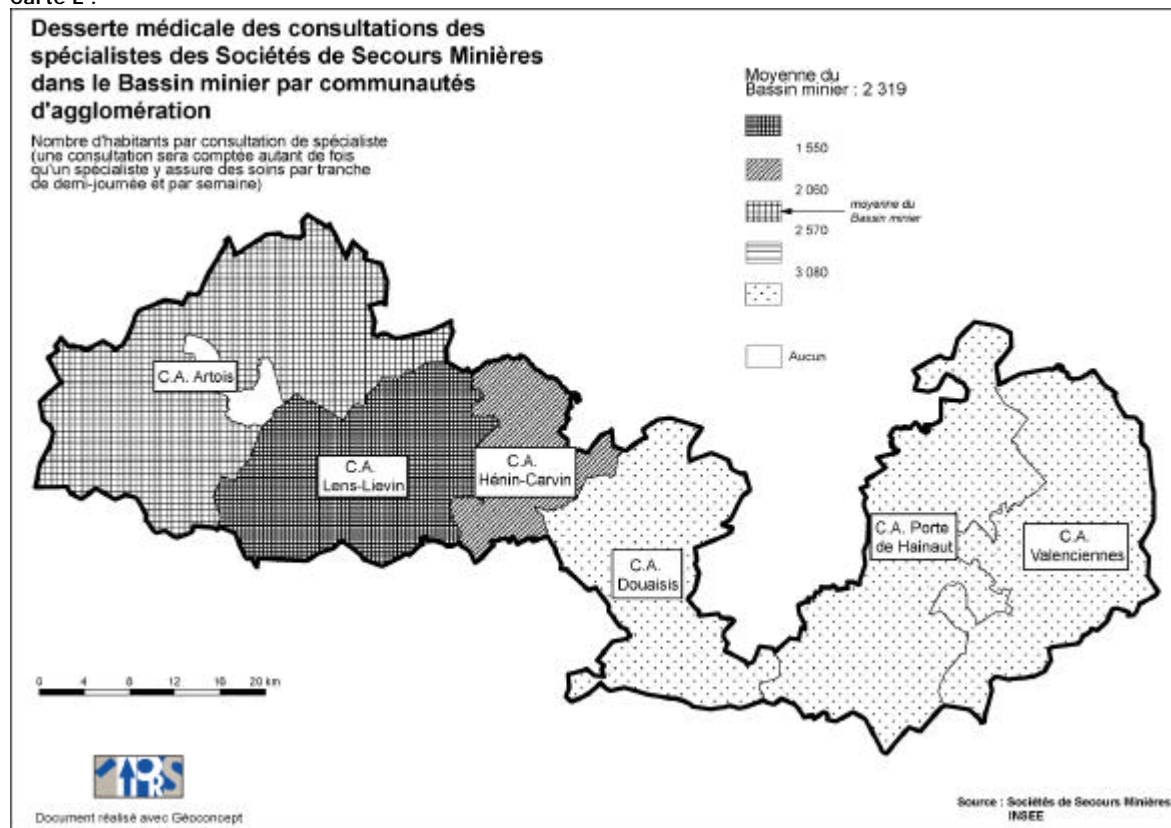 Carte E :
Desserte médicale des consultations des
spécialistes des Sociétés de Secours Minières
dans le Bassin minier par communautés
d'agglomération
Nombre d'habitants par consultation de spécialiste
(une consultation sera comptée autant de fois
qu'un spécialiste y assure des soins par tranche
de demi-journée et par semaine)
Moyenne du
Bassin minier : 2 319
1 550
2 060
moyenne du
Bassin minier
2 570
3 080
Aucun
C.A. Artois
C.A.
Lens-Lievin
C.A.
Hénin-Carvin
C.A.
Douaisis
C.A. Porte
de Hainaut
C.A.
Valenciennes
0 4 8 12 16 20 km
Document réalisé avec Géoconcept
Source : Sociétés de Secours Minières
INSEE